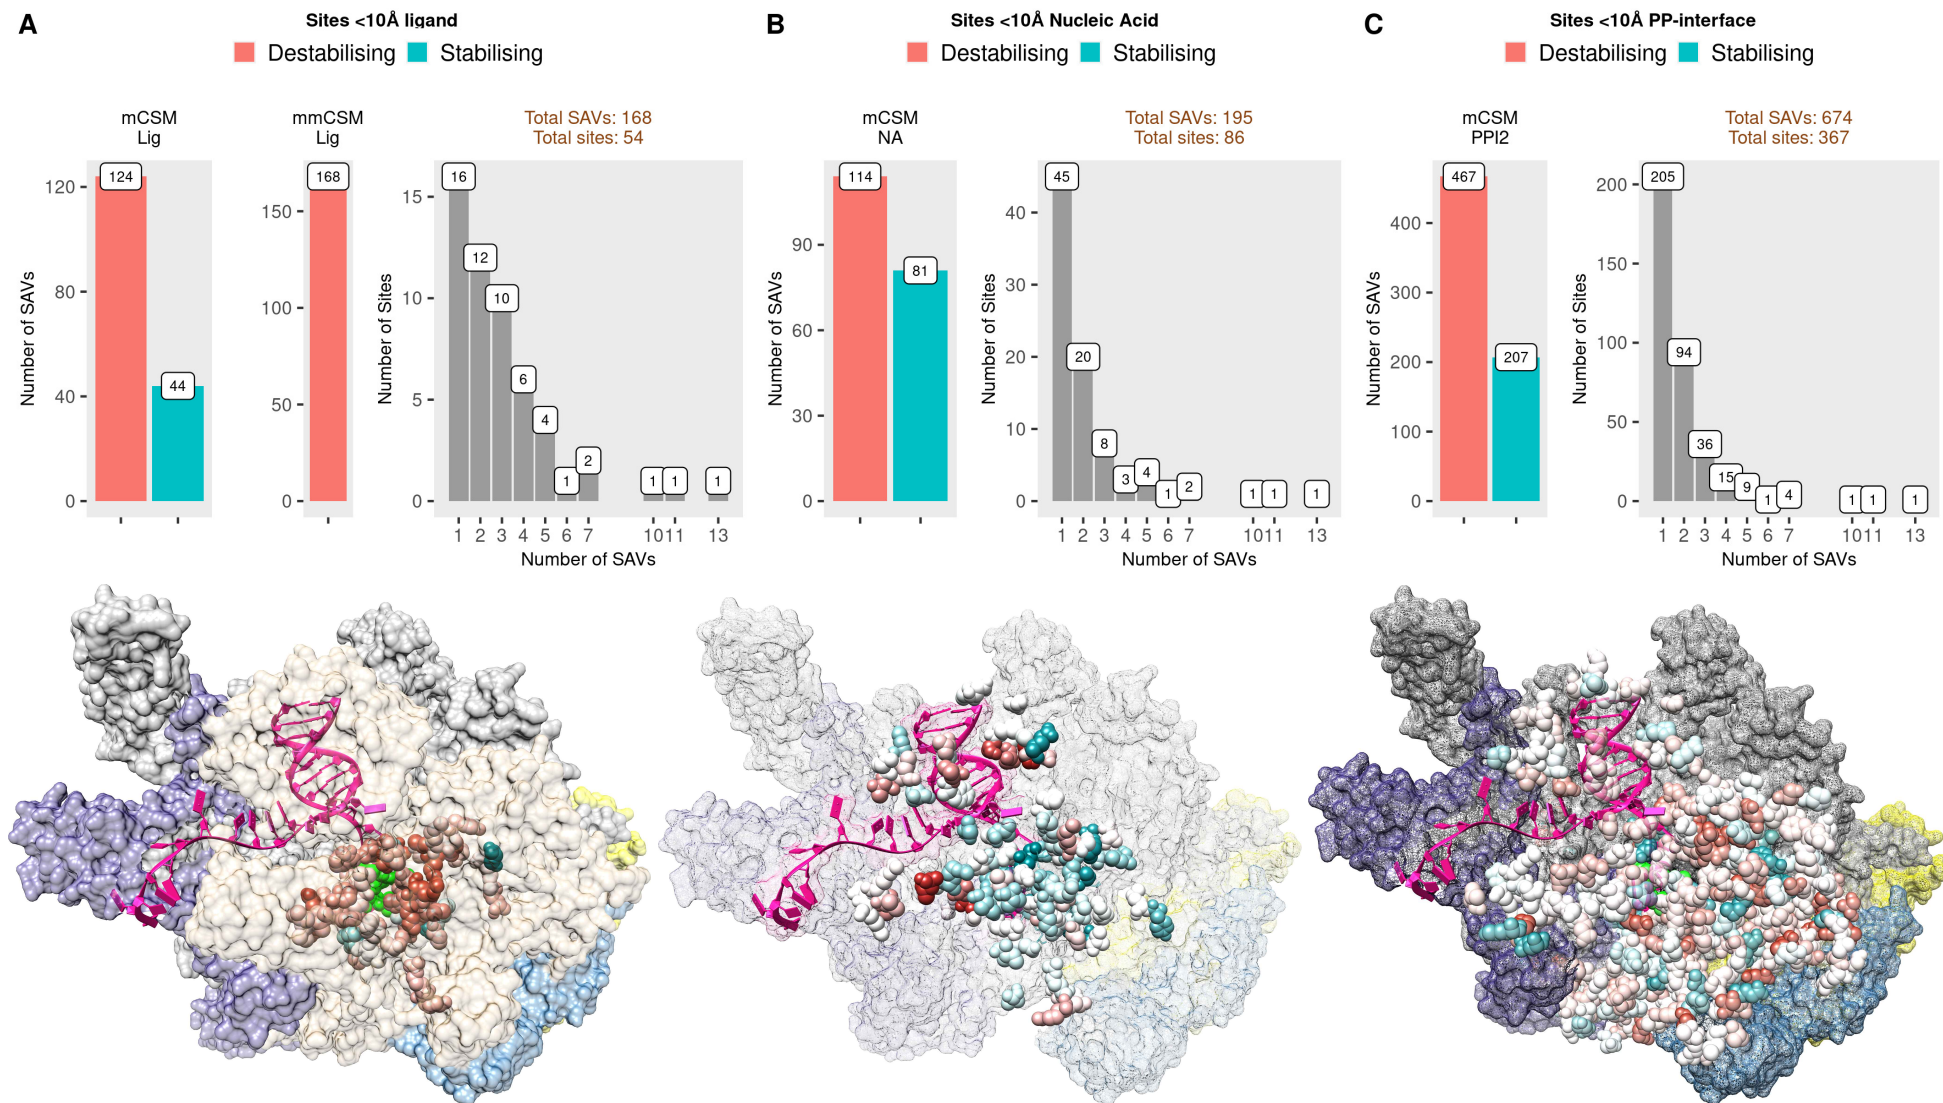 A
Sites <10Å ligand
Destabilising Stabilising
mCSM
Lig
mmCSM
Lig
Total SAVs: 168
Total sites: 54
Number of SAVs
120
80
40
0
124
44
150
100
50
0
168
Number of Sites
15
10
5
0
16
12
10
6
4
1
2
1
1
1
1 2 3 4 5 6 7 10 11 13
Number of SAVs
B
Sites <10Å Nucleic Acid
Destabilising Stabilising
mCSM
NA
Total SAVs: 195
Total sites: 86
Number of SAVs
90
60
30
0
114
81
Number of Sites
40
30
20
10
0
45
20
8
3
4
1
2
1
1
1
1 2 3 4 5 6 7 10 11 13
Number of SAVs
C
Sites <10Å PP-interface
Destabilising Stabilising
mCSM
PPI2
Total SAVs: 674
Total sites: 367
Number of SAVs
400
300
200
100
0
467
207
Number of Sites
200
150
100
50
0
205
94
36
15
9
1
4
1
1
1
1 2 3 4 5 6 7 10 11 13
Number of SAVs